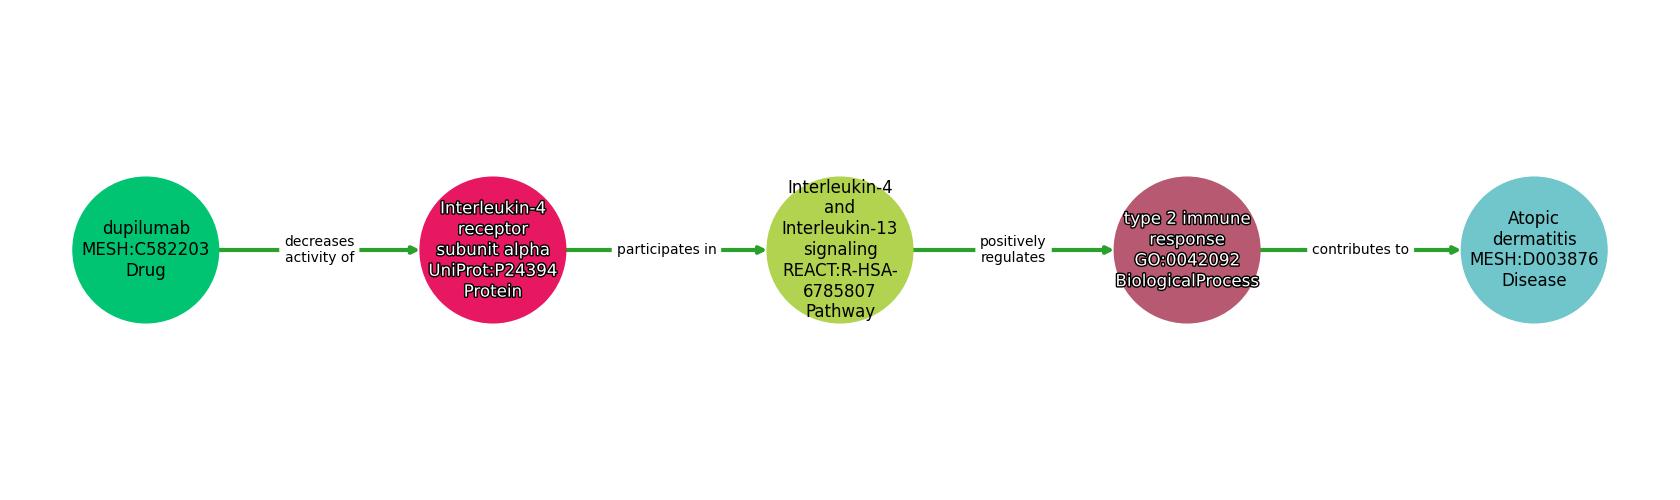 dupilumab
MESH:C582203
Drug
decreases
activity of
Interleukin-4
receptor
subunit alpha
UniProt:P24394
Protein
participates in
Interleukin-4
and
Interleukin-13
signaling
REACT:R-HSA-
6785807
Pathway
positively
regulates
type 2 immune
response
GO:0042092
BiologicalProcess
contributes to
Atopic
dermatitis
MESH:D003876
Disease